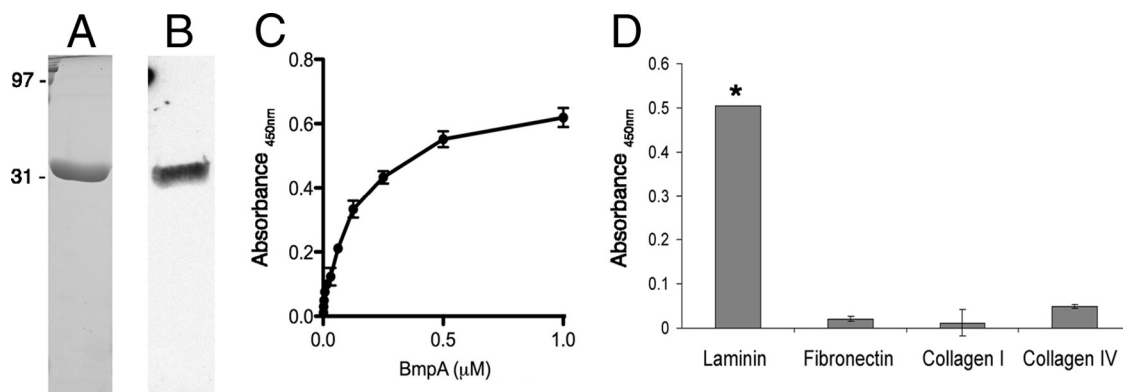 A
B
C
D
97 -
31 -
Absorbance 450nm
0.8
0.6
0.4
0.2
0.0
0.0 0.5 1.0
BmpA (μM)
Absorbance 450nm
0.6
0.5
0.4
0.3
0.2
0.1
0
*
Laminin Fibronectin Collagen I Collagen IV